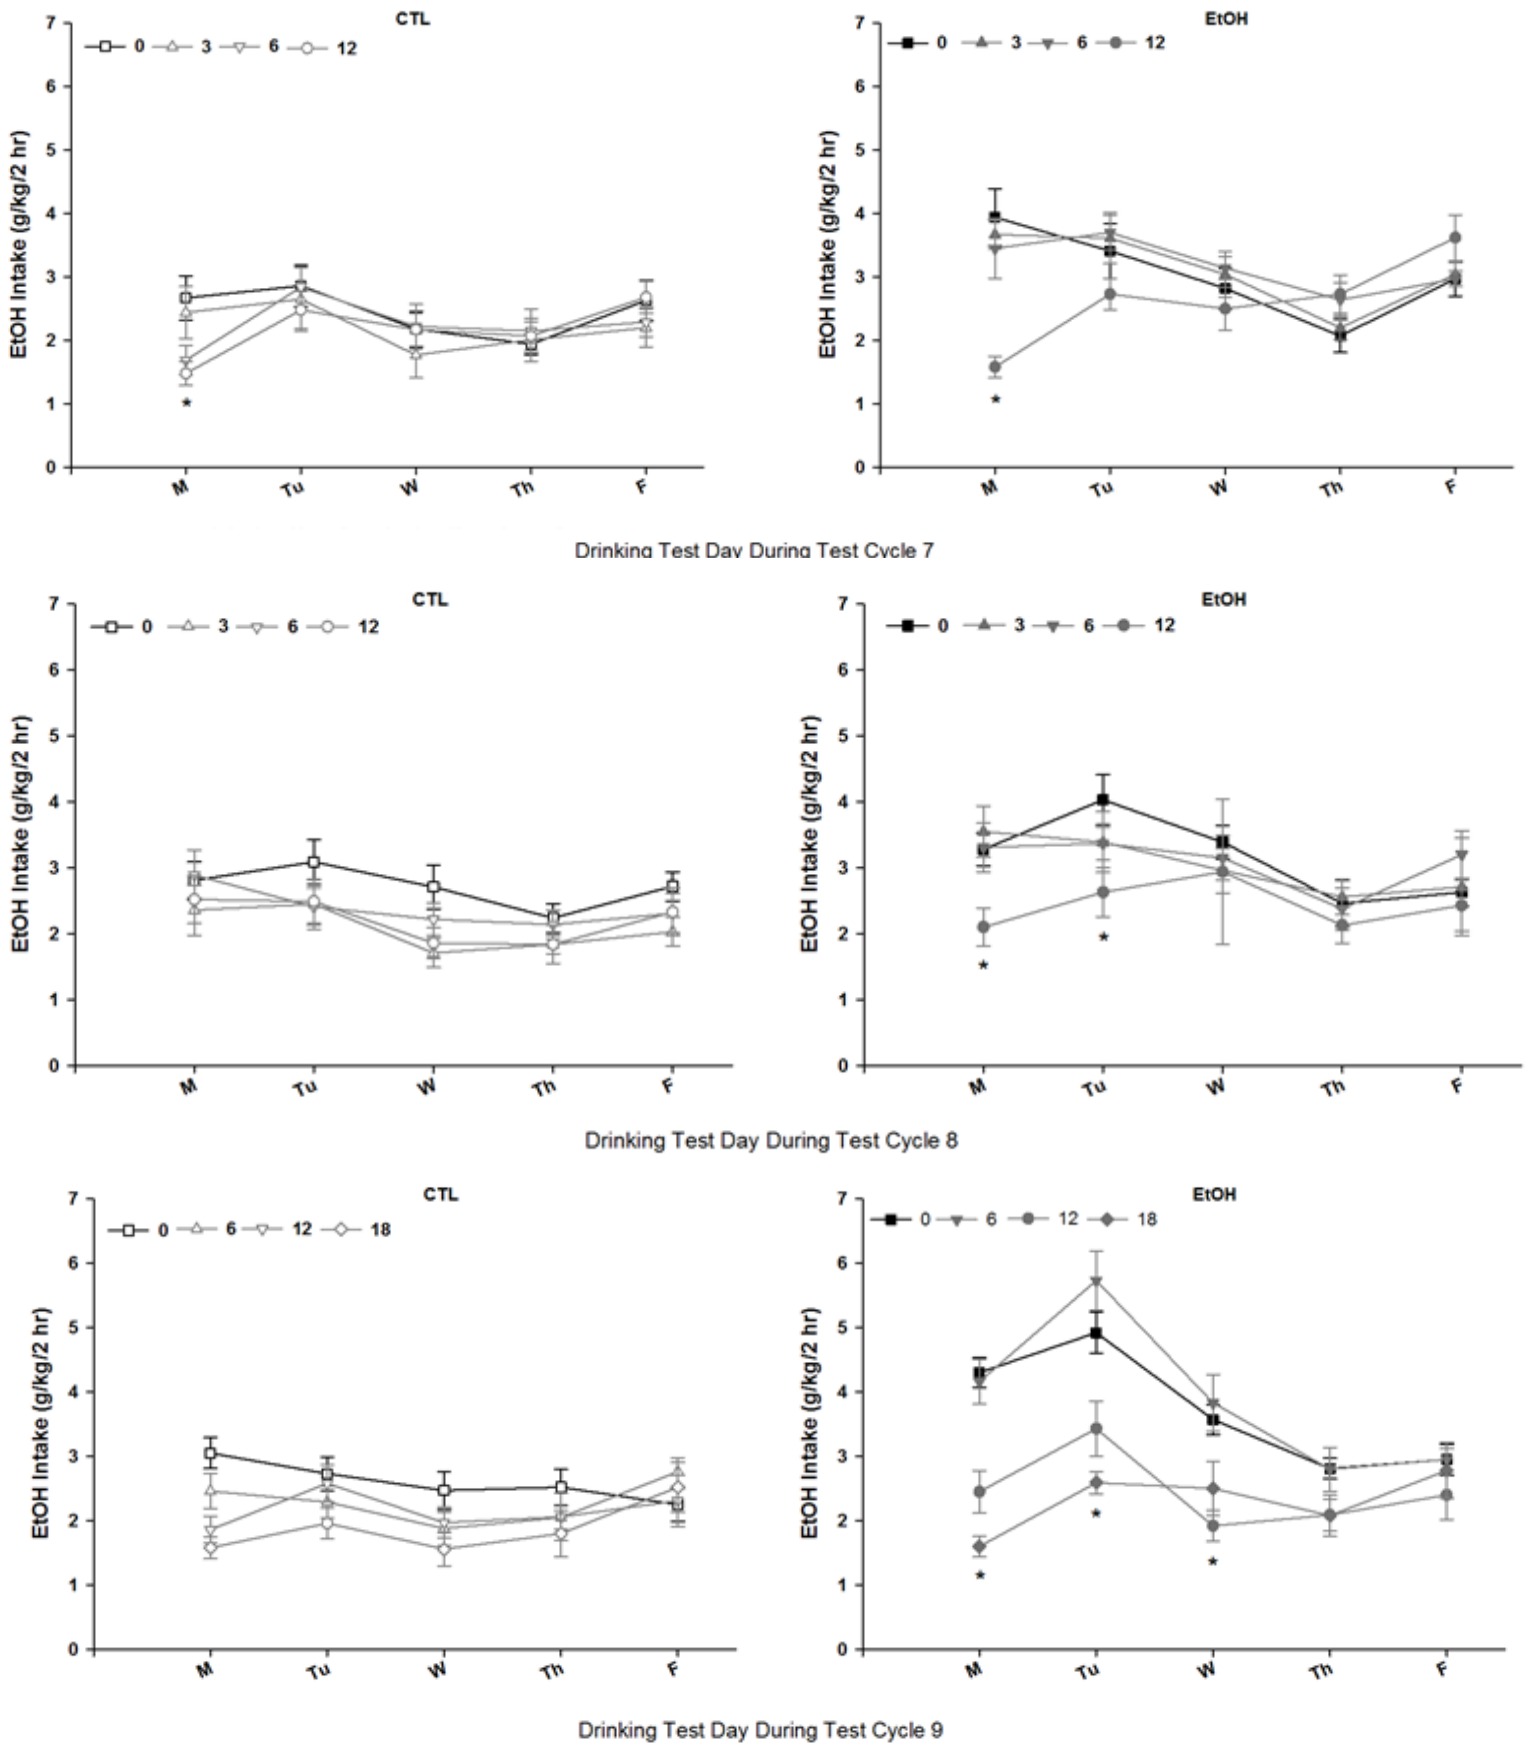 CTL
EtOH
0 3 6 12
0 3 6 12
EtOH Intake (g/kg/2 hr)
7
6
5
4
3
2
1
0
M Tu W Th F
EtOH Intake (g/kg/2 hr)
7
6
5
4
3
2
1
0
M Tu W Th F
*
*
Drinking Test Day During Test Cycle 7
CTL
EtOH
0 3 6 12
0 3 6 12
EtOH Intake (g/kg/2 hr)
7
6
5
4
3
2
1
0
M Tu W Th F
EtOH Intake (g/kg/2 hr)
7
6
5
4
3
2
1
0
M Tu W Th F
*
*
Drinking Test Day During Test Cycle 8
CTL
EtOH
0 6 12 18
0 6 12 18
EtOH Intake (g/kg/2 hr)
7
6
5
4
3
2
1
0
M Tu W Th F
EtOH Intake (g/kg/2 hr)
7
6
5
4
3
2
1
0
M Tu W Th F
*
*
*
Drinking Test Day During Test Cycle 9